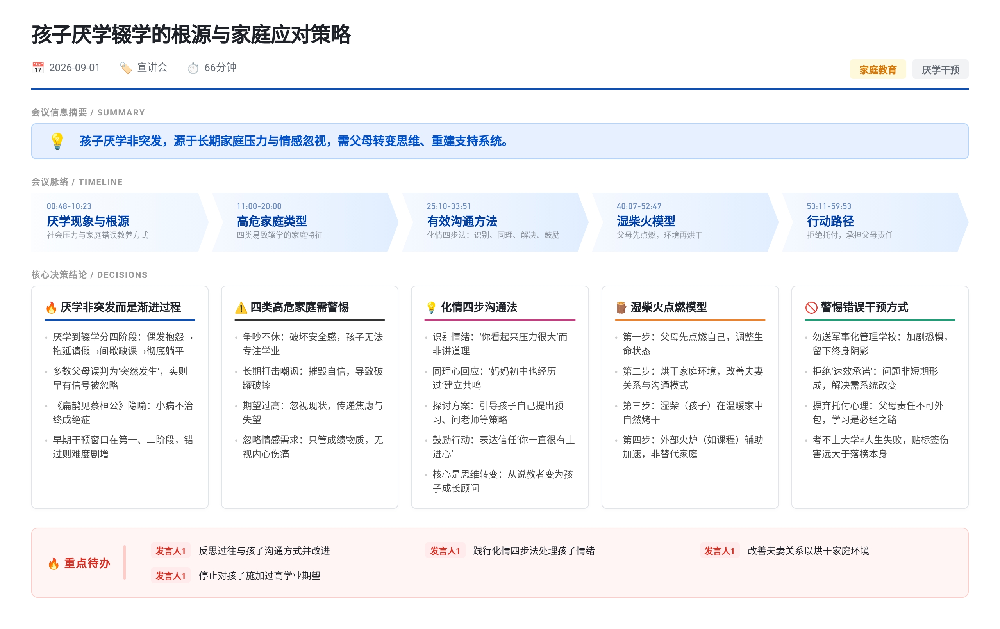 孩子厌学辍学的根源与家庭应对策略
2026-09-01 宣讲会 66分钟
家庭教育 厌学干预
会议信息摘要 / SUMMARY
孩子厌学非突发，源于长期家庭压力与情感忽视，需父母转变思维、重建支持系统。
会议脉络 / TIMELINE
00:48-10:23
厌学现象与根源
社会压力与家庭错误教养方式
11:00-20:00
高危家庭类型
四类易致辍学的家庭特征
25:10-33:51
有效沟通方法
化情四步法：识别、同理、解决、鼓励
40:07-52:47
湿柴火模型
父母先点燃，环境再烘干
53:11-59:53
行动路径
拒绝托付，承担父母责任
核心决策结论 / DECISIONS
厌学非突发而是渐进过程
厌学到辍学分四阶段：偶发抱怨→
拖延请假→间歇缺课→彻底躺平
多数父母误判为‘突然发生’，实则
早有信号被忽略
《扁鹊见蔡桓公》隐喻：小病不治
终成绝症
早期干预窗口在第一、二阶段，错
过则难度剧增
四类高危家庭需警惕
争吵不休：破坏安全感，孩子无法
专注学业
长期打击嘲讽：摧毁自信，导致破
罐破摔
期望过高：忽视现状，传递焦虑与
失望
忽略情感需求：只管成绩物质，无
视内心伤痛
化情四步沟通法
识别情绪：‘你看起来压力很大’而
非讲道理
同理心回应：‘妈妈初中也经历
过’建立共鸣
探讨方案：引导孩子自己提出预
习、问老师等策略
鼓励行动：表达信任‘你一直很有上
进心’
核心是思维转变：从说教者变为孩
子成长顾问
湿柴火点燃模型
第一步：父母先点燃自己，调整生
命状态
第二步：烘干家庭环境，改善夫妻
关系与沟通模式
第三步：湿柴（孩子）在温暖家中
自然烤干
第四步：外部火炉（如课程）辅助
加速，非替代家庭
警惕错误干预方式
勿送军事化管理学校：加剧恐惧，
留下终身阴影
拒绝‘速效承诺’：问题非短期形
成，解决需系统改变
摒弃托付心理：父母责任不可外
包，学习是必经之路
考不上大学≠人生失败，贴标签伤
害远大于落榜本身
重点待办
发言人1 反思过往与孩子沟通方式并改进
发言人1 践行化情四步法处理孩子情绪
发言人1 改善夫妻关系以烘干家庭环境
发言人1 停止对孩子施加过高学业期望